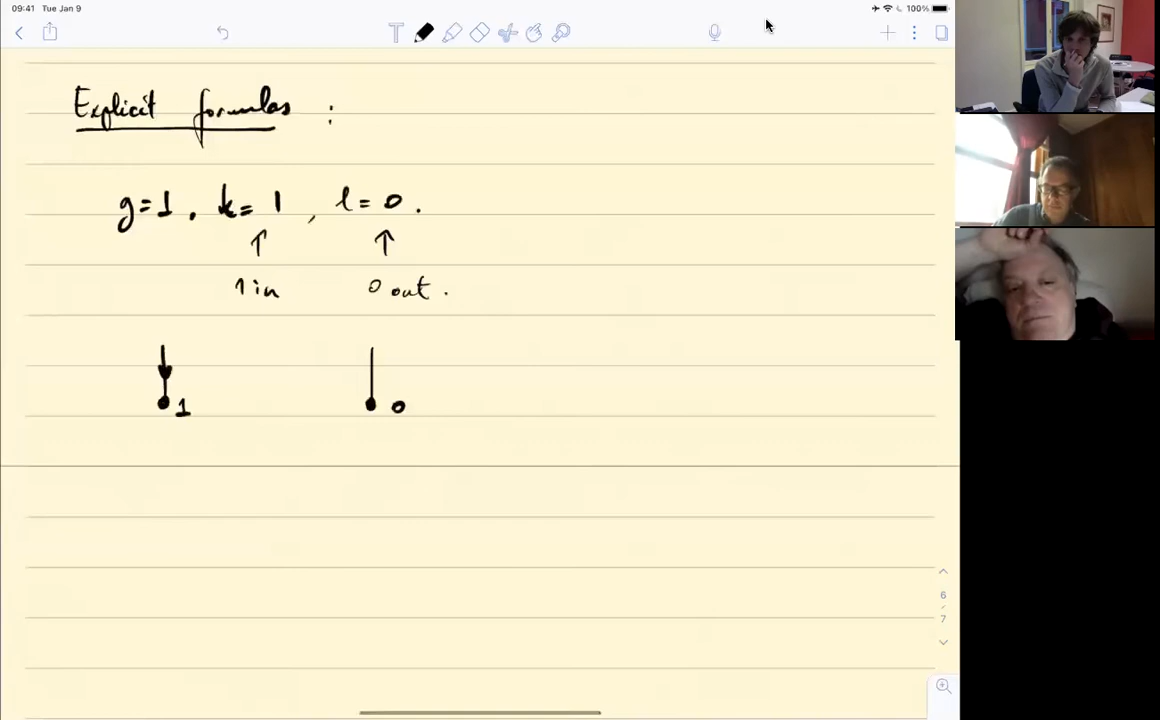 09:41 Tue Jan 9
100%
T
Explicit formulas :
g=1, k=1, l=0.
↑ ↑
1 in 0 out.
1 0
6
7